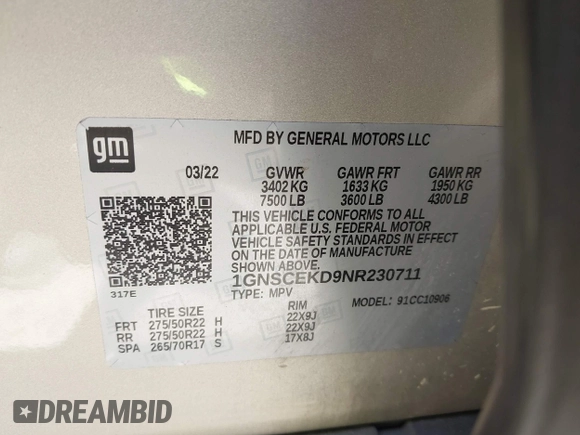 gm
MFD BY GENERAL MOTORS LLC
03/22 GVWR GAWR FRT GAWR RR
3402 KG 1633 KG 1950 KG
7500 LB 3600 LB 4300 LB
THIS VEHICLE CONFORMS TO ALL
APPLICABLE U.S. FEDERAL MOTOR
VEHICLE SAFETY STANDARDS IN EFFECT
ON THE DATE OF MANUFACTURE
SHOWN ABOVE.
317E
1GNSCEKD9NR230711
TYPE: MPV MODEL: 91CC10906
TIRE SIZE RIM
FRT 275/50R22 H 22X9J
RR 275/50R22 H 22X9J
SPA 265/70R17 S 17X8J
DREAMBID